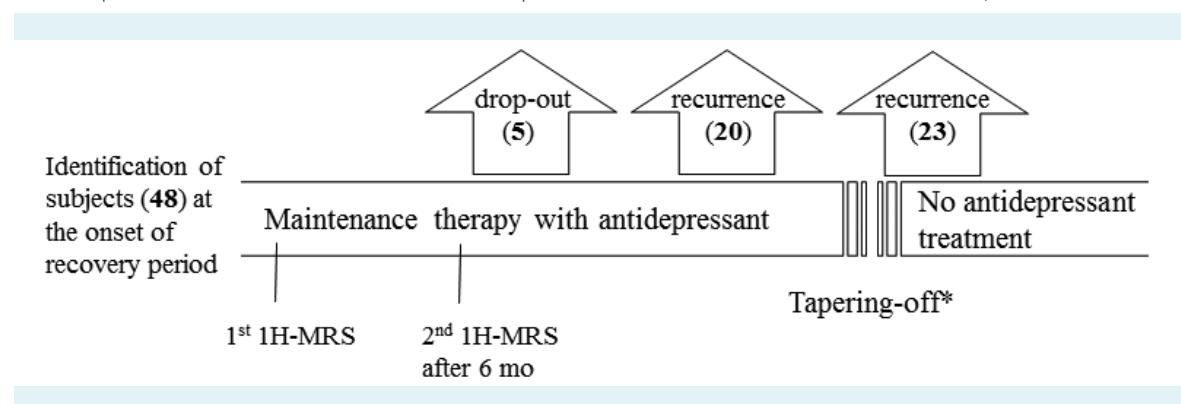 drop-out
(5)
recurrence
(20)
recurrence
(23)
Identification of
subjects (48) at
the onset of
recovery period
Maintenance therapy with antidepressant
No antidepressant
treatment
Tapering-off*
1st 1H-MRS
2nd 1H-MRS
after 6 mo